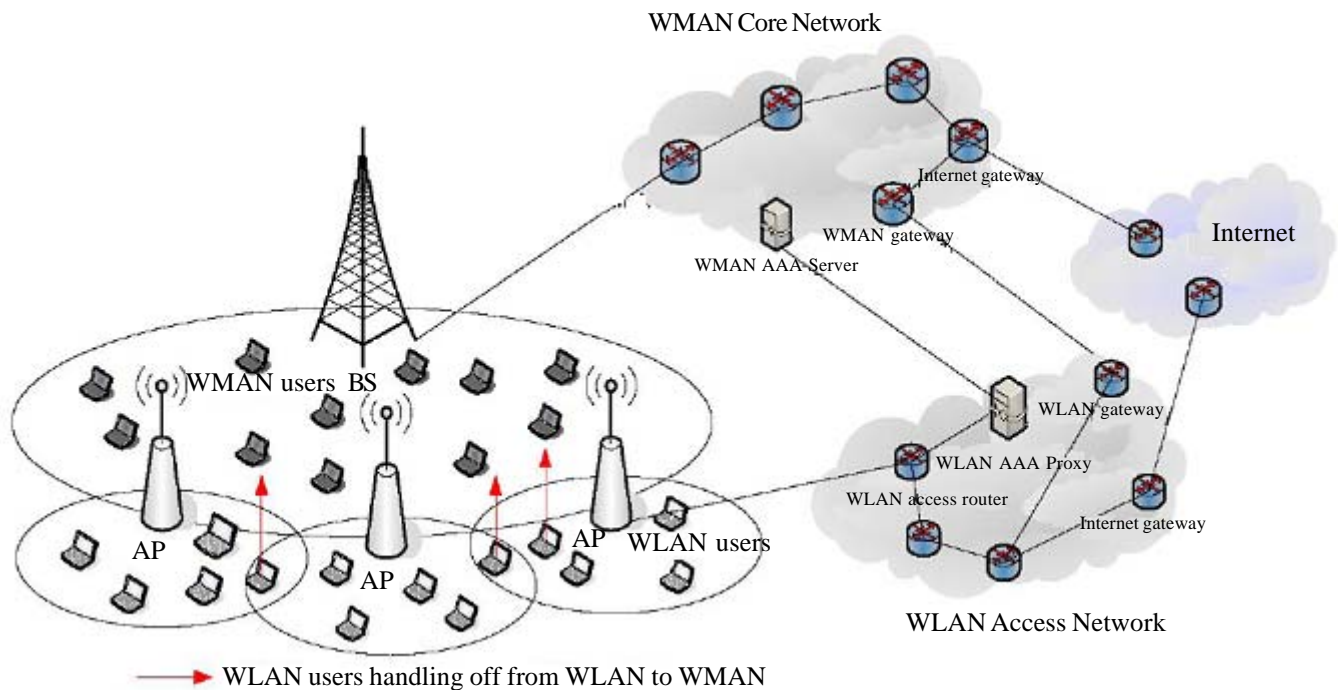 WMAN Core Network
Internet gateway
WMAN gateway
Internet
WMAN AAA-Server
WMAN users BS
WLAN gateway
WLAN AAA Proxy
WLAN access router
Internet gateway
AP
AP
AP
WLAN users
WLAN Access Network
WLAN users handling off from WLAN to WMAN